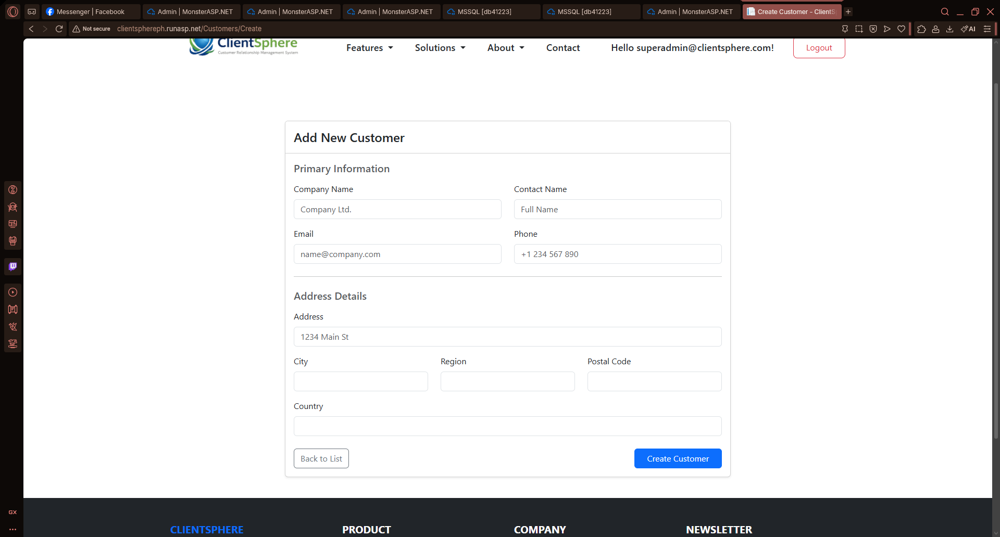 Messenger | Facebook
Admin | MonsterASP.NET
Admin | MonsterASP.NET
Admin | MonsterASP.NET
MSSQL [db41223]
MSSQL [db41223]
Admin | MonsterASP.NET
Create Customer - ClientS
Not secure
clientsphereph.runasp.net/Customers/Create
AI
ClientSphere
Customer Relationship Management System
Features
Solutions
About
Contact
Hello superadmin@clientsphere.com!
Logout
Add New Customer
Primary Information
Company Name
Contact Name
Company Ltd.
Full Name
Email
Phone
name@company.com
+1 234 567 890
Address Details
Address
1234 Main St
City
Region
Postal Code
Country
Back to List
Create Customer
GX
CLIENTSPHERE
PRODUCT
COMPANY
NEWSLETTER